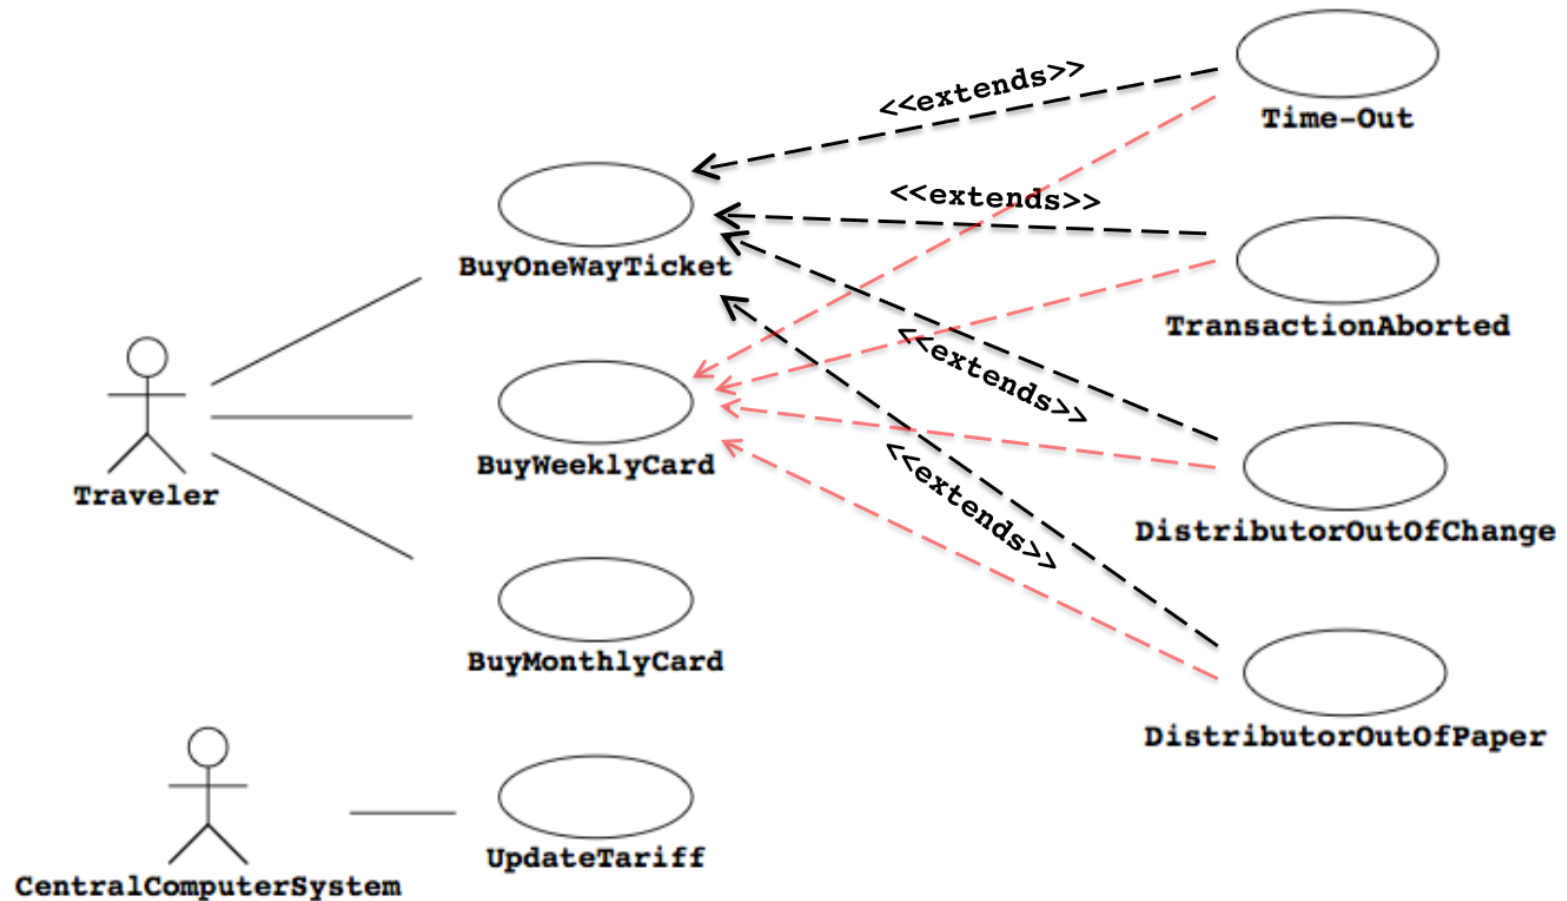 <<extends>>
Time-Out
<<extends>>
BuyOneWayTicket
TransactionAborted
<<extends>>
BuyWeeklyCard
Traveler
<<extends>>
DistributorOutOfChange
BuyMonthlyCard
DistributorOutOfPaper
UpdateTariff
CentralComputerSystem